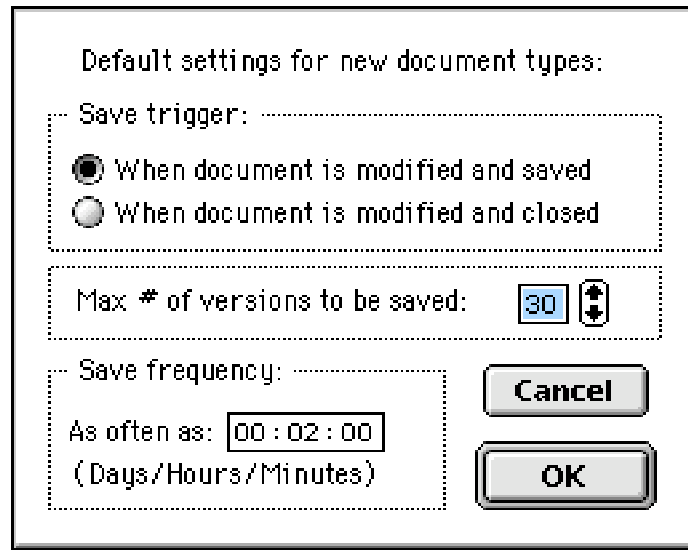 Default settings for new document types:
Save trigger:
When document is modified and saved
When document is modified and closed
Max # of versions to be saved:
30
Save frequency:
As often as: 00 : 02 : 00
(Days/Hours/Minutes)
Cancel
OK